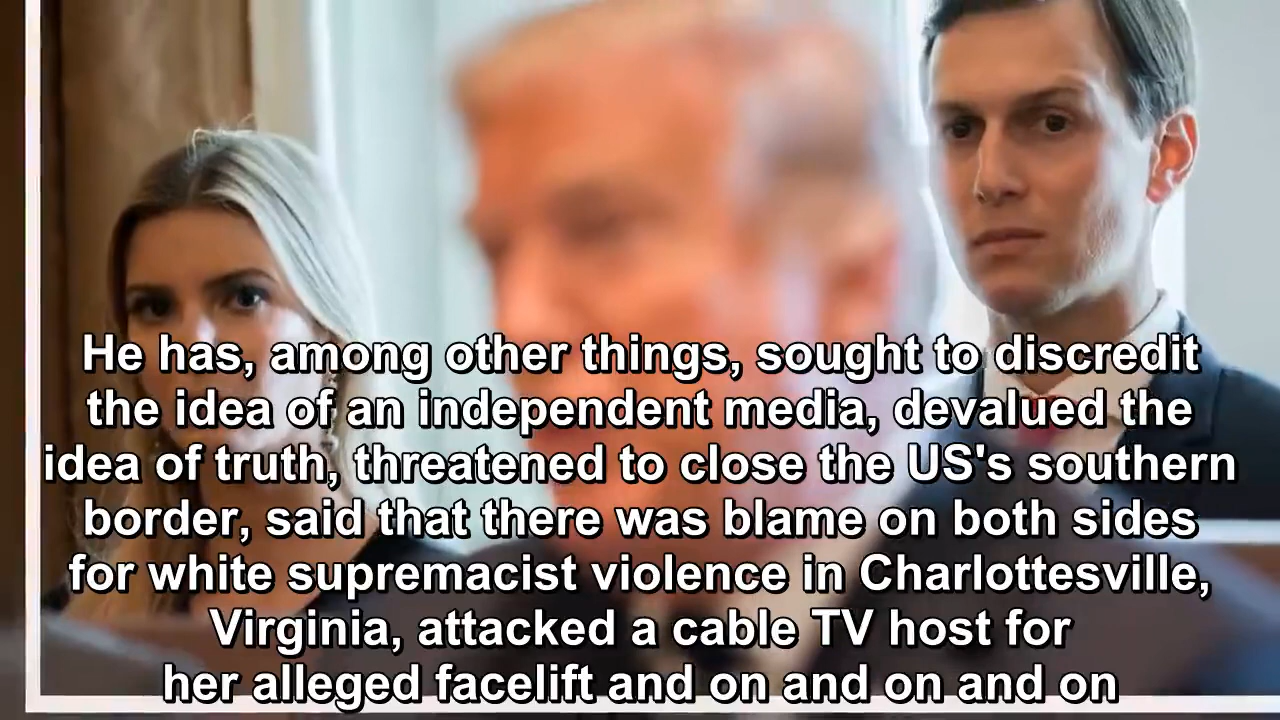 He has, among other things, sought to discredit
the idea of an independent media, devalued the
idea of truth, threatened to close the US's southern
border, said that there was blame on both sides
for white supremacist violence in Charlottesville,
Virginia, attacked a cable TV host for
her alleged facelift and on and on and on